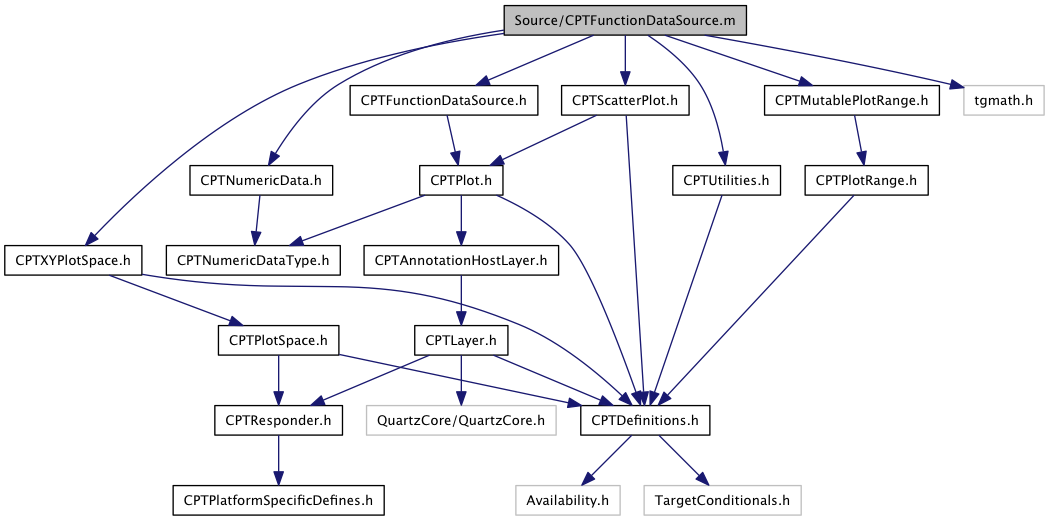 Source/CPTFunctionDataSource.m
CPTFunctionDataSource.h
CPTScatterPlot.h
CPTMutablePlotRange.h
tgmath.h
CPTNumericData.h
CPTPlot.h
CPTUtilities.h
CPTPlotRange.h
CPTXYPlotSpace.h
CPTNumericDataType.h
CPTAnnotationHostLayer.h
CPTPlotSpace.h
CPTLayer.h
CPTResponder.h
QuartzCore/QuartzCore.h
CPTDefinitions.h
CPTPlatformSpecificDefines.h
Availability.h
TargetConditionals.h